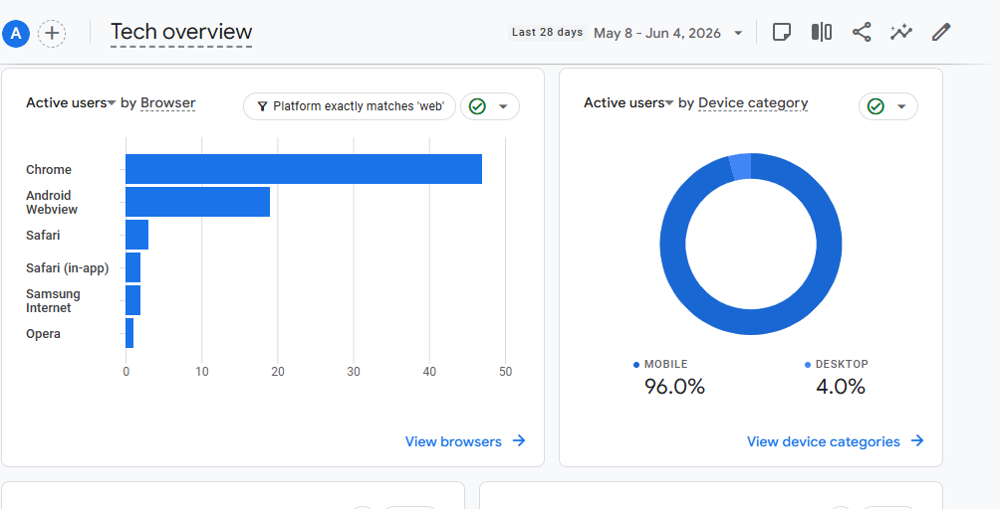 A
Tech overview
Last 28 days May 8 - Jun 4, 2026
Active users by Browser
Platform exactly matches 'web'
Chrome
Android
Webview
Safari
Safari (in-app)
Samsung
Internet
Opera
0 10 20 30 40 50
View browsers
Active users by Device category
MOBILE
96.0%
DESKTOP
4.0%
View device categories